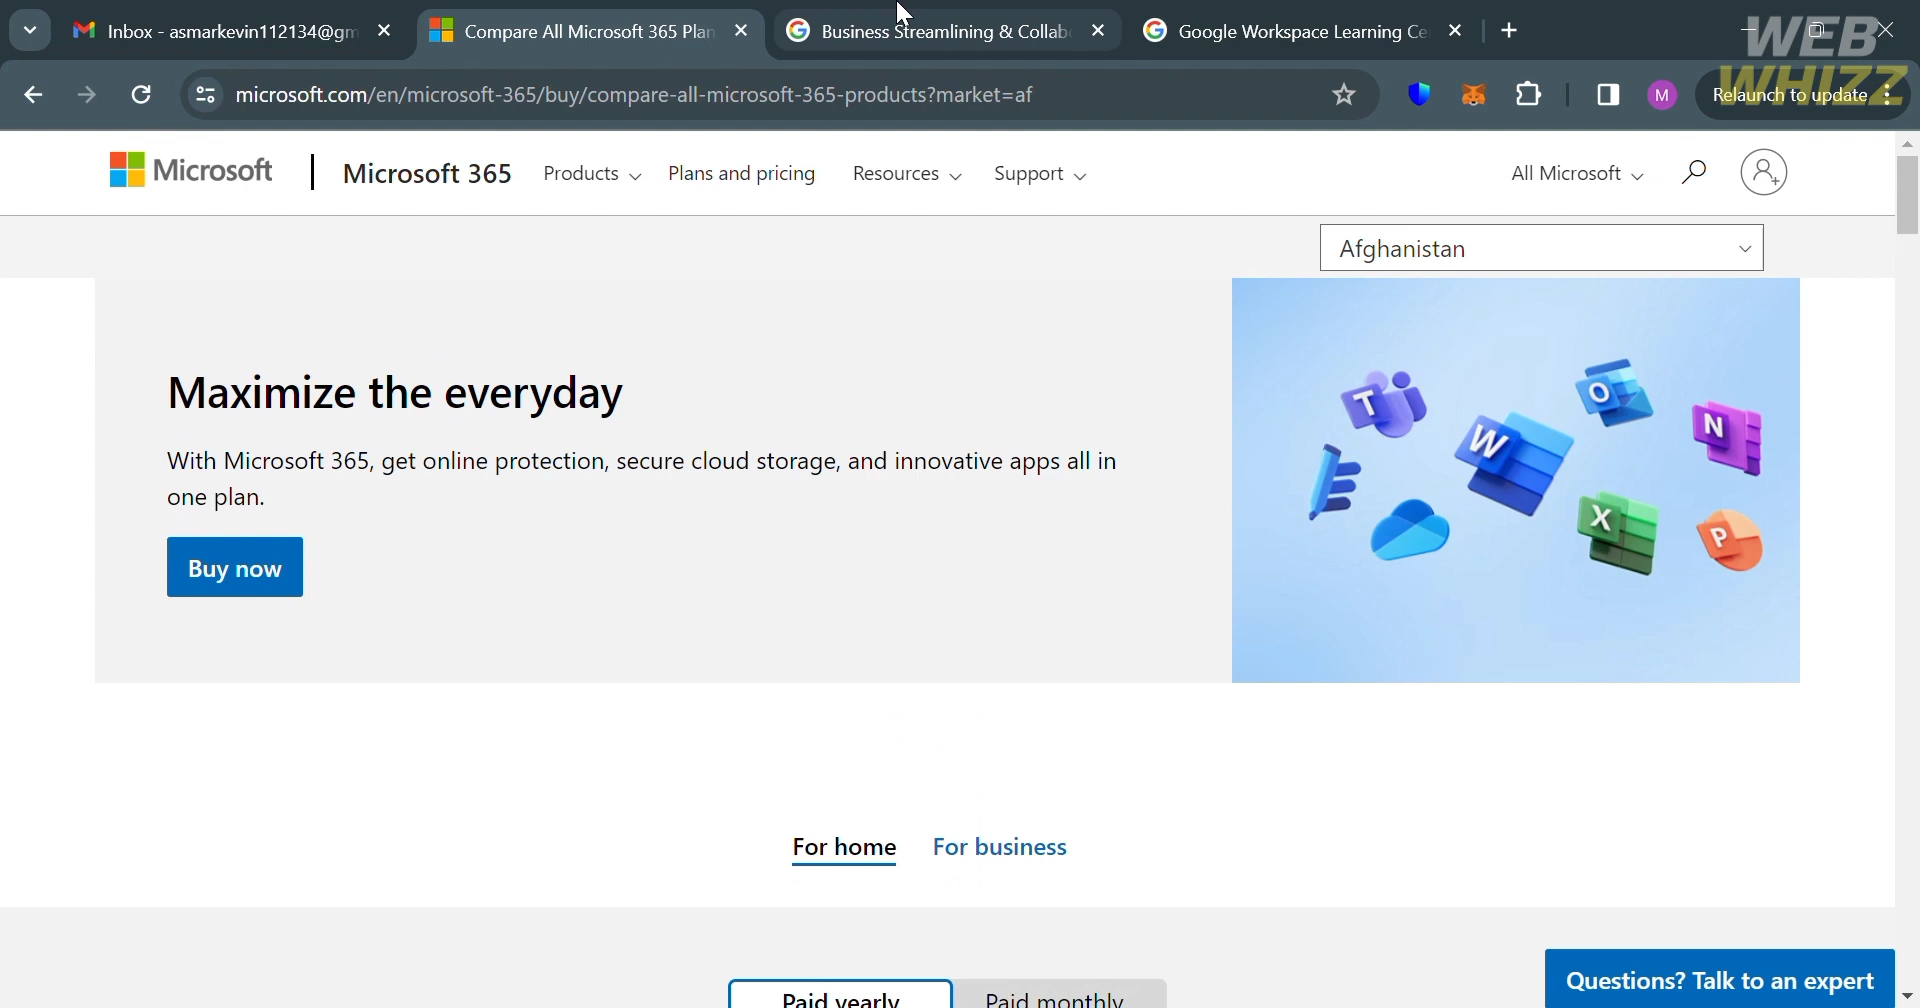 Inbox - asmarkevin112134@gm
Compare All Microsoft 365 Plan
Business Streamlining & Collab
Google Workspace Learning Ce
WEB
WHIZZ
microsoft.com/en/microsoft-365/buy/compare-all-microsoft-365-products?market=af
M
Relaunch to update
Microsoft
Microsoft 365
Products
Plans and pricing
Resources
Support
All Microsoft
Afghanistan
Maximize the everyday
With Microsoft 365, get online protection, secure cloud storage, and innovative apps all in
one plan.
Buy now
T
W
O
N
X
P
For home
For business
Paid yearly
Paid monthly
Questions? Talk to an expert